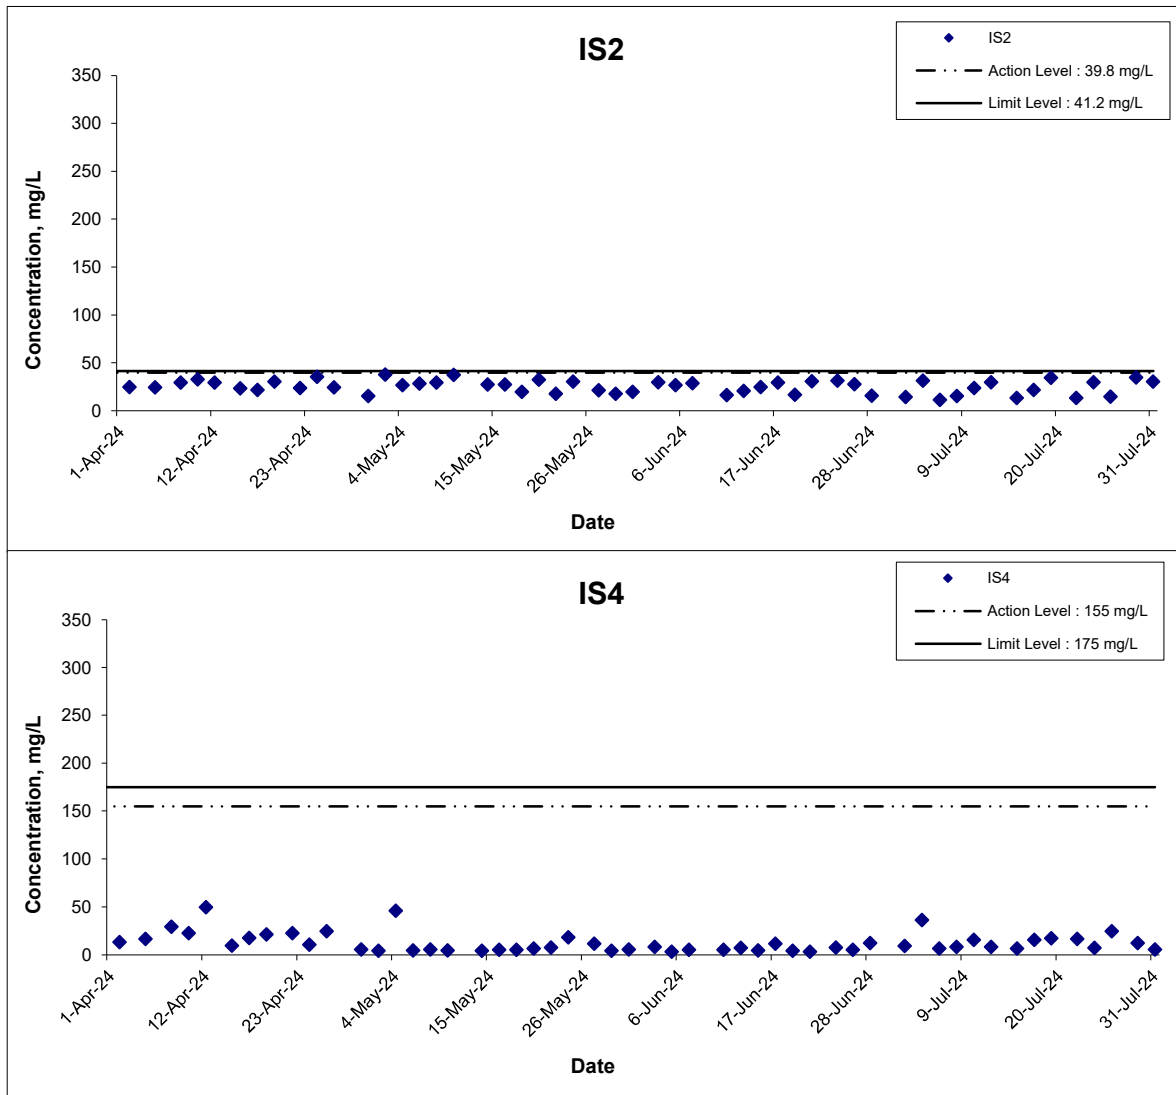 IS2
IS2
Action Level : 39.8 mg/L
Limit Level : 41.2 mg/L
Concentration, mg/L
350
300
250
200
150
100
50
0
1-Apr-24
12-Apr-24
23-Apr-24
4-May-24
15-May-24
26-May-24
6-Jun-24
17-Jun-24
28-Jun-24
9-Jul-24
20-Jul-24
31-Jul-24
Date
IS4
IS4
Action Level : 155 mg/L
Limit Level : 175 mg/L
Concentration, mg/L
350
300
250
200
150
100
50
0
1-Apr-24
12-Apr-24
23-Apr-24
4-May-24
15-May-24
26-May-24
6-Jun-24
17-Jun-24
28-Jun-24
9-Jul-24
20-Jul-24
31-Jul-24
Date